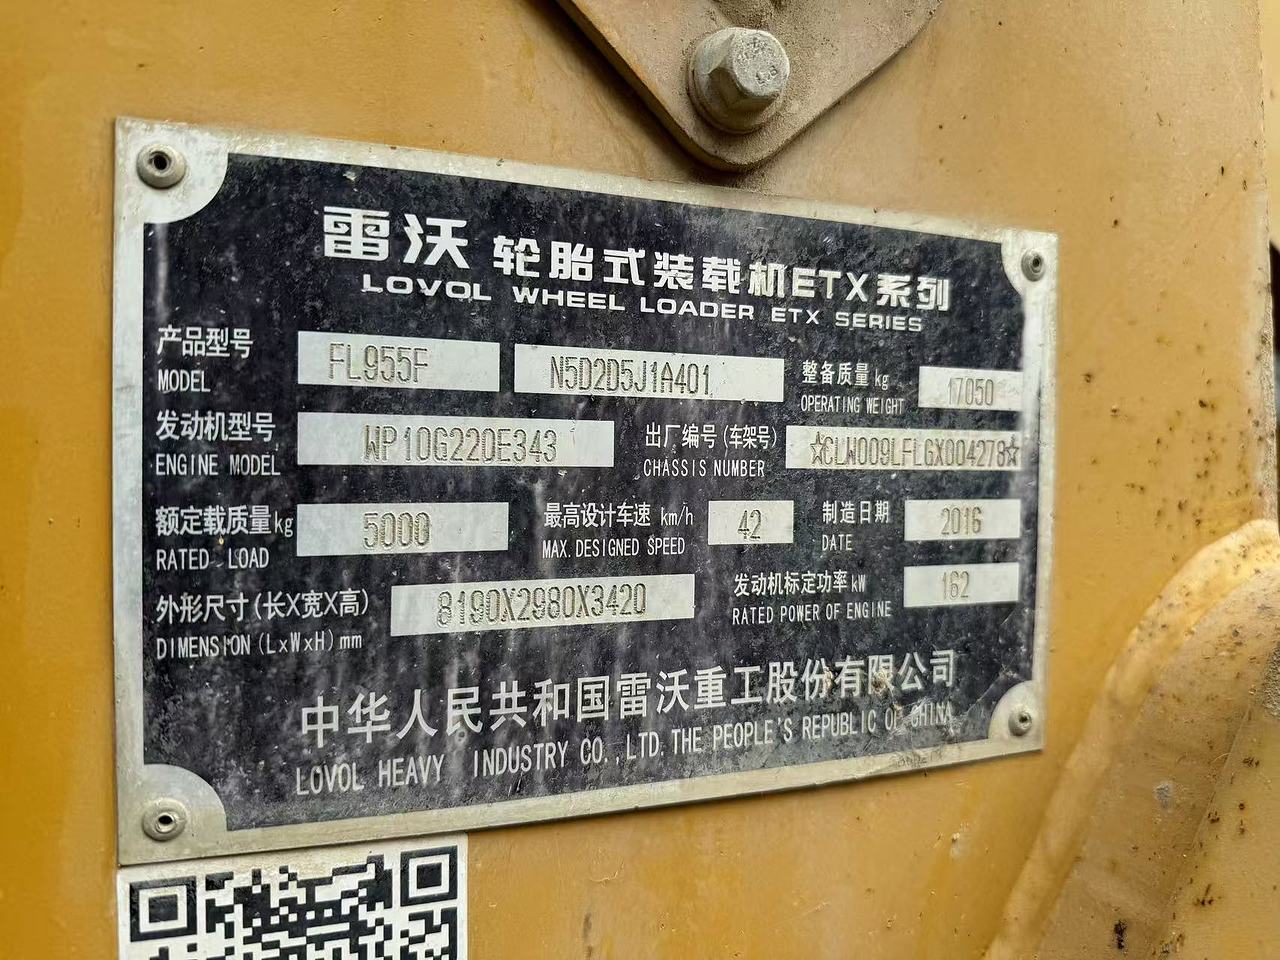 雷沃 轮胎式装载机ETX系列
LOVOL WHEEL LOADER ETX SERIES
产品型号 FL955F N5D2D5J1A401 整备质量kg 17050
MODEL OPERATING WEIGHT
发动机型号 WP10G220E343 出厂编号(车架号) ☆CLW009LFLGX004278☆
ENGINE MODEL CHASSIS NUMBER
额定载质量kg 5000 最高设计车速 km/h 42 制造日期 2016
RATED LOAD MAX.DESIGNED SPEED DATE
外形尺寸(长X宽X高) 8190X2980X3420 发动机标定功率kW 162
DIMENSION(LxWxH)mm RATED POWER OF ENGINE
中华人民共和国雷沃重工股份有限公司
LOVOL HEAVY INDUSTRY CO.,LTD.THE PEOPLE'S REPUBLIC OF CHINA